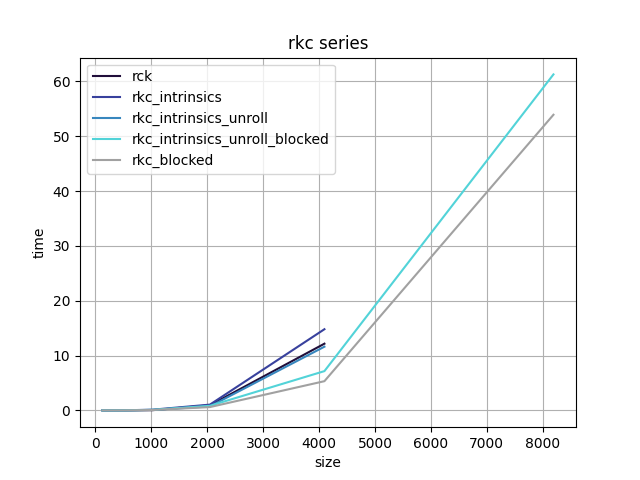 rkc series
rck
rkc_intrinsics
rkc_intrinsics_unroll
rkc_intrinsics_unroll_blocked
rkc_blocked
time
60
50
40
30
20
10
0
0 1000 2000 3000 4000 5000 6000 7000 8000
size